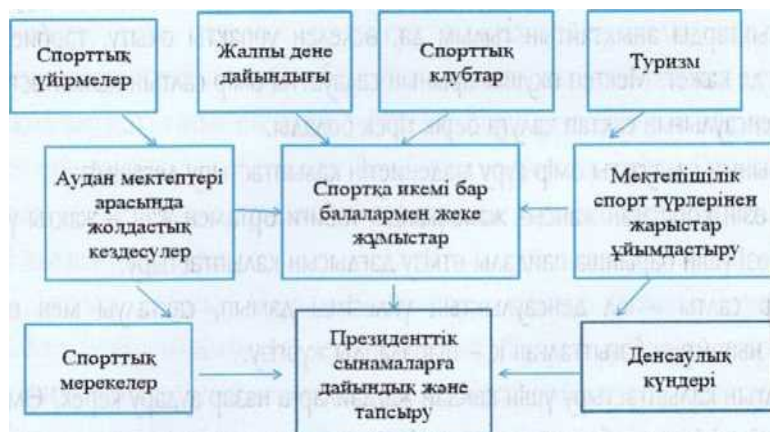 Спорттық
үйірмелер
Жалпы дене
дайындығы
Спорттық
клубтар
Туризм
Аудан мектептері
арасында
жолдастық
кездесулер
Спортқа икемі бар
балалармен жеке
жұмыстар
Мектепішілік
спорт түрлерінен
жарыстар
ұйымдастыру
Спорттық
мерекелер
Президенттік
сынамаларға
дайындық және
тапсыру
Денсаулық
күндері